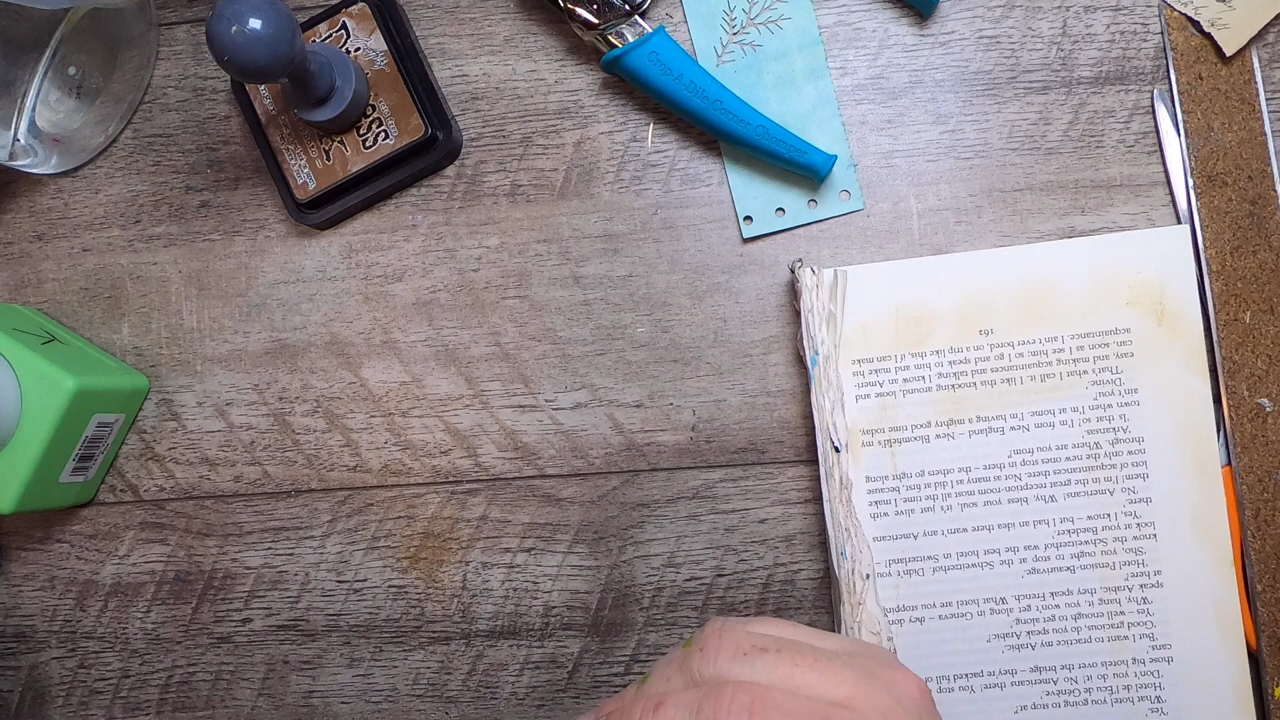 Crop-A-Dile Corner Chomper
Distress
'Yes.'
'What hotel you going to stop at?'
'Hotel de l'Écu de Genève.'
'Don't you do it! No Americans there! You stop
those big hotels over the bridge – they're packed full of
cans.'
'But I want to practice my Arabic.'
'Good gracious, do you speak Arabic?'
'Yes – well enough to get along.'
'Why, hang it, you won't get along in Geneva – they don't
speak Arabic, they speak French. What hotel are you stopping
at here?'
'Hotel Pension-Beaurivage.'
'Sho, you ought to stop at the Schweitzerhof. Didn't you
know the Schweitzerhof was the best hotel in Switzerland? –
look at your Baedeker.'
'Yes, I know – but I had an idea there warn't any Americans
there.'
'No Americans! Why, bless your soul, it's just alive with
them! I'm in the great reception-room most all the time. I make
lots of acquaintances there. Not as many as I did at first, because
now only the new ones stop in there – the others go right along
through. Where are you from?'
'Arkansas.'
'Is that so? I'm from New England – New Bloomfield's my
town when I'm at home. I'm having a mighty good time today,
ain't you?'
'Divine.'
'That's what I call it. I like this knocking around, loose and
easy, and making acquaintances and talking. I know an Ameri-
can, soon as I see him; so I go and speak to him and make his
acquaintance. I ain't ever bored, on a trip like this, if I can make
162